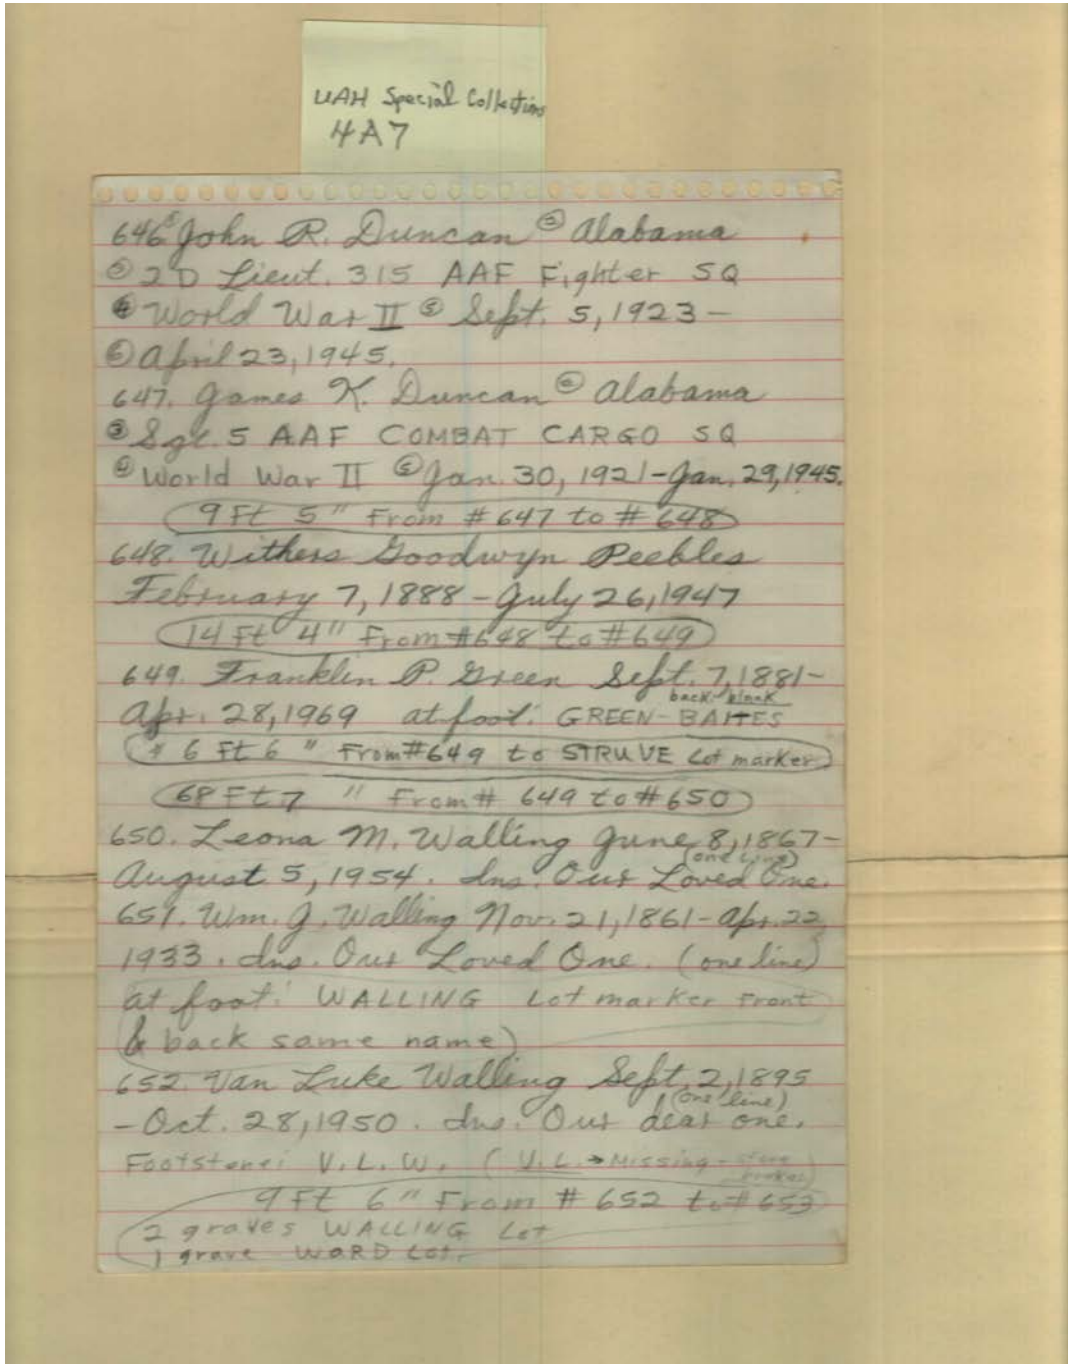 UAH Special Collections
4A7
646. ① John R. Duncan ② Alabama
③ 2D Lieut. 315 AAF Fighter SQ
④ World War II ⑤ Sept. 5, 1923 -
⑥ April 23, 1945.
647. James K. Duncan ② Alabama
③ Sgt. 5 AAF COMBAT CARGO SQ
④ World War II ⑤ Jan. 30, 1921 - Jan. 29, 1945.
9 Ft 5 " From # 647 to # 648
648. Withers Goodwyn Peebles
February 7, 1888 - July 26, 1947
14 Ft 4 " From #648 to #649
649. Franklin P. Green Sept. 7, 1881 -
back blank
Apr. 28, 1969 at foot: GREEN-BAITES
6 Ft 6 " From #649 to STRUVE Lot marker
68 Ft 7 " From # 649 to #650
650. Leona M. Walling June 8, 1867 -
(one line)
August 5, 1954. Ins. Our Loved One.
651. Wm. J. Walling Nov. 21, 1861 - Apr. 22
1933. Ins. Our Loved One. (one line)
at foot: WALLING Lot marker Front
& back same name)
652. Van Luke Walling Sept. 2, 1895
(one line)
- Oct. 28, 1950. Ins. Our dear one.
Footstone: V. L. W. (V.L. → Missing - stone
broken)
9 Ft 6 " From # 652 to # 653
2 graves WALLING Lot
1 grave WORD Lot.